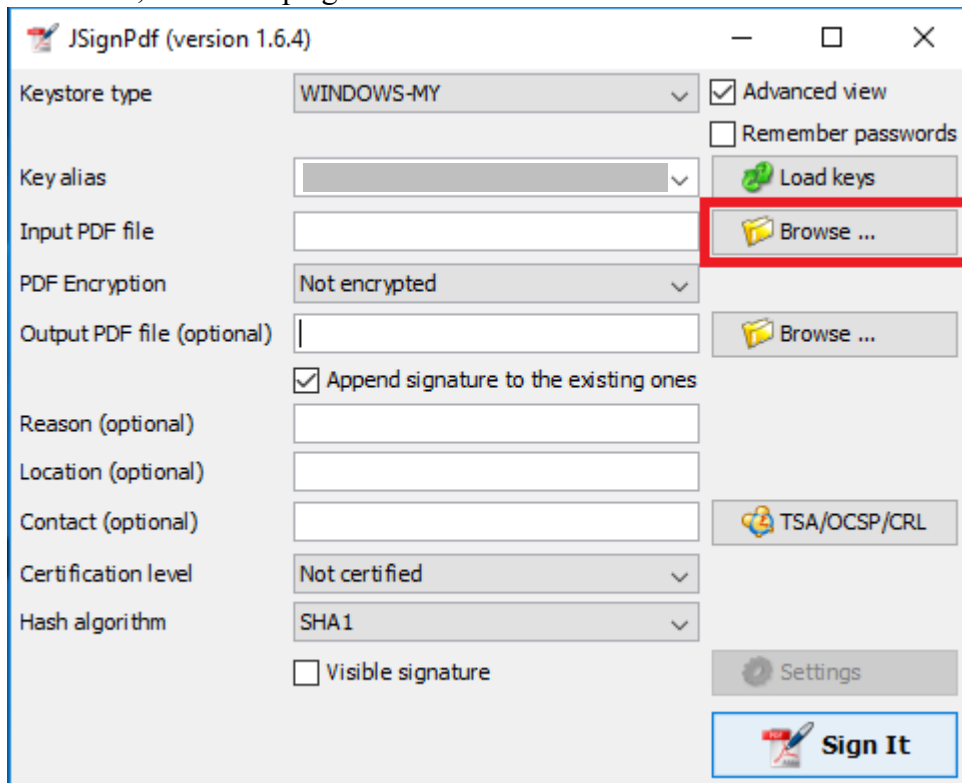 JSignPdf (version 1.6.4)
Keystore type WINDOWS-MY Advanced view
Remember passwords
Key alias Load keys
Input PDF file Browse ...
PDF Encryption Not encrypted
Output PDF file (optional) Browse ...
Append signature to the existing ones
Reason (optional)
Location (optional)
Contact (optional) TSA/OCSP/CRL
Certification level Not certified
Hash algorithm SHA1
Visible signature Settings
Sign It